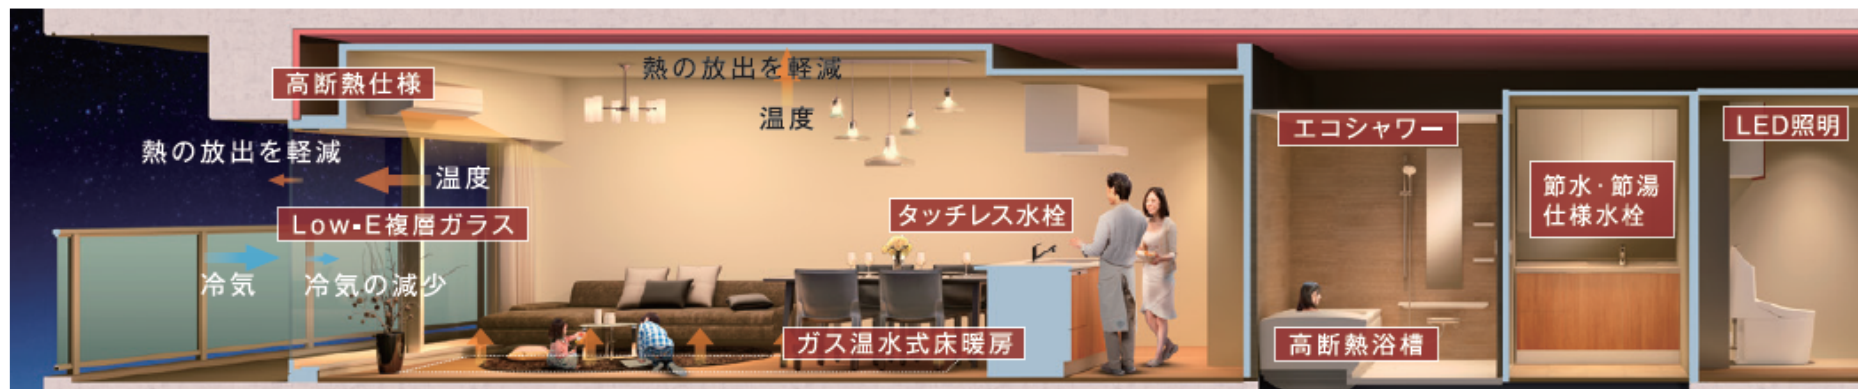 高断熱仕様
熱の放出を軽減
温度
熱の放出を軽減
温度
Low-E複層ガラス
冷気
冷気の減少
タッチレス水栓
ガス温水式床暖房
エコシャワー
高断熱浴槽
節水・節湯
仕様水栓
LED照明